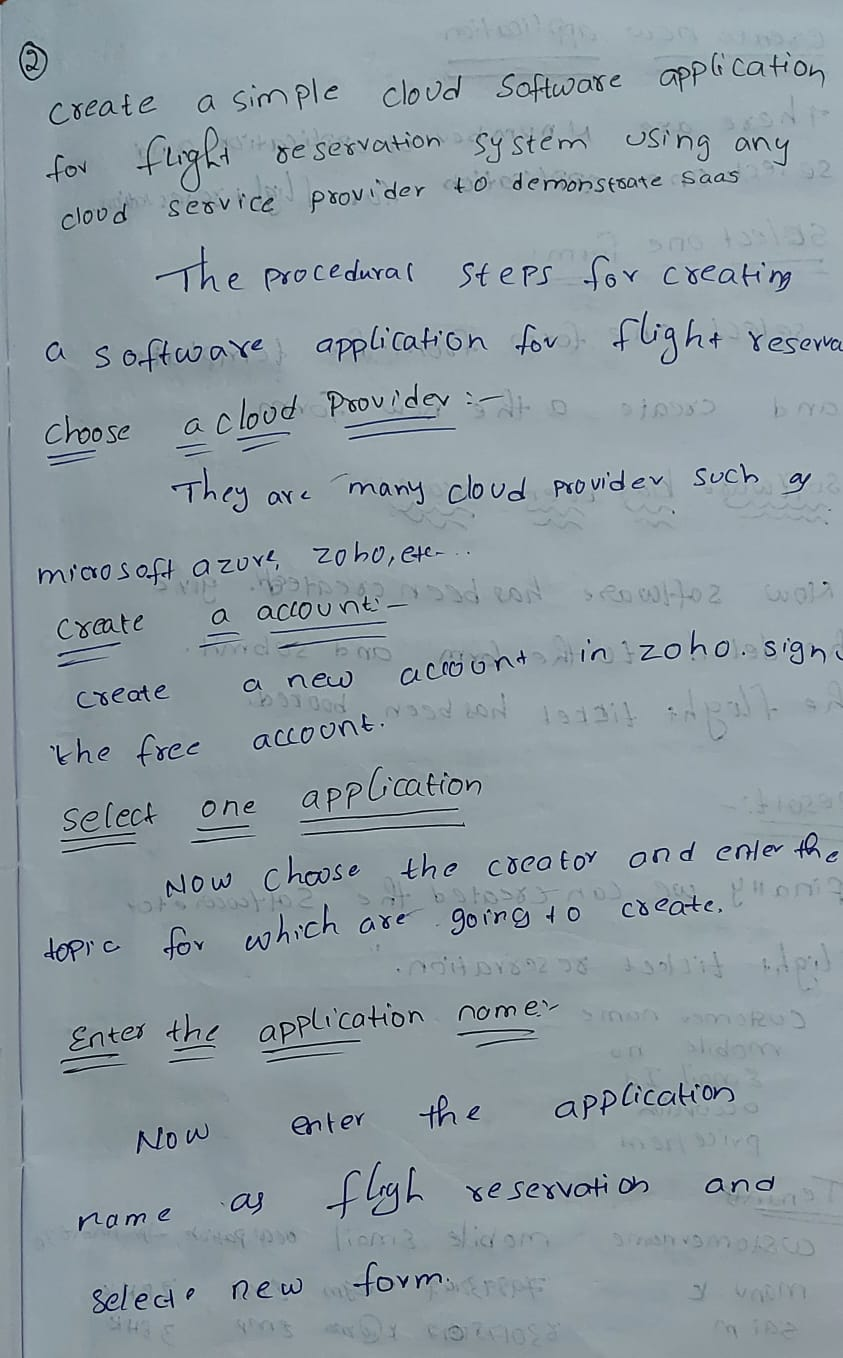 ②
create a simple cloud software application
for flight reservation system using any
cloud service provider to demonstrate saas
The procedural steps for creating
a software application for flight reserva
choose a cloud Provider :-
They are many cloud provider such as
microsoft azure, zoho, etc...
create a account:-
create a new account in zoho. sign
the free account.
select one application
Now choose the creator and enter the
topic for which are going to create.
Enter the application name:-
Now enter the application
name as fligh reservation and
select new form.